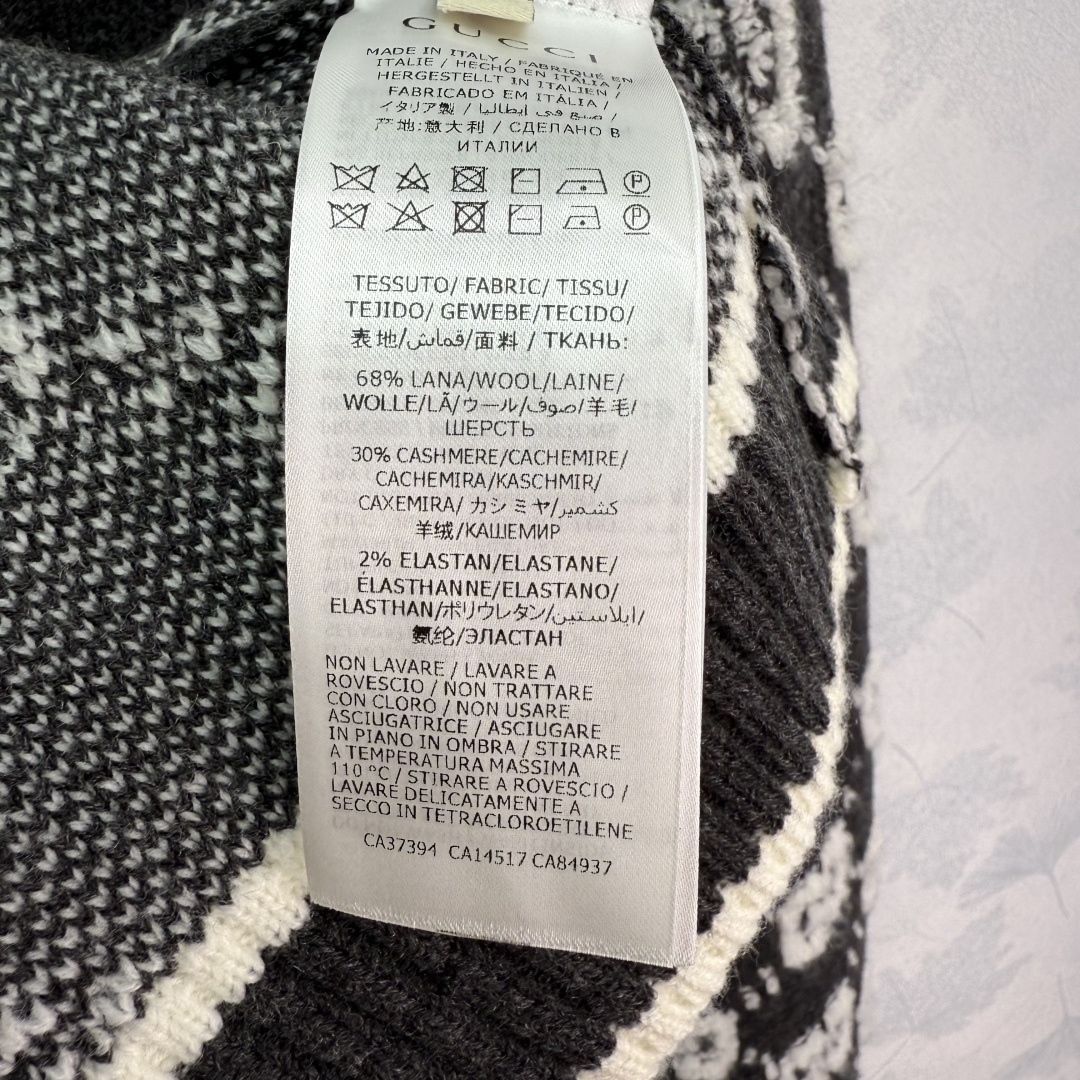 GUCCI
MADE IN ITALY / FABRIQUÉ EN
ITALIE / HECHO EN ITALIA /
HERGESTELLT IN ITALIEN /
FABRICADO EM ITÁLIA /
イタリア製 / صنع في ايطاليا /
产地:意大利 / СДЕЛАНО В
ИТАЛИИ
P
P
TESSUTO/ FABRIC/ TISSU/
TEJIDO/ GEWEBE/TECIDO/
表地/قماش/面料 / ТКАНЬ:
68% LANA/WOOL/LAINE/
WOLLE/LÃ/ウール/صوف/羊毛/
ШЕРСТЬ
30% CASHMERE/CACHEMIRE/
CACHEMIRA/KASCHMIR/
CAXEMIRA/ カシミヤ/كشمير/
羊绒/КАШЕМИР
2% ELASTAN/ELASTANE/
ÉLASTHANNE/ELASTANO/
ELASTHAN/ポリウレタン/ايلاستين/
氨纶/ЭЛАСТАН
NON LAVARE / LAVARE A
ROVESCIO / NON TRATTARE
CON CLORO / NON USARE
ASCIUGATRICE / ASCIUGARE
IN PIANO IN OMBRA / STIRARE
A TEMPERATURA MASSIMA
110 °C / STIRARE A ROVESCIO /
LAVARE DELICATAMENTE A
SECCO IN TETRACLOROETILENE
CA37394 CA14517 CA84937